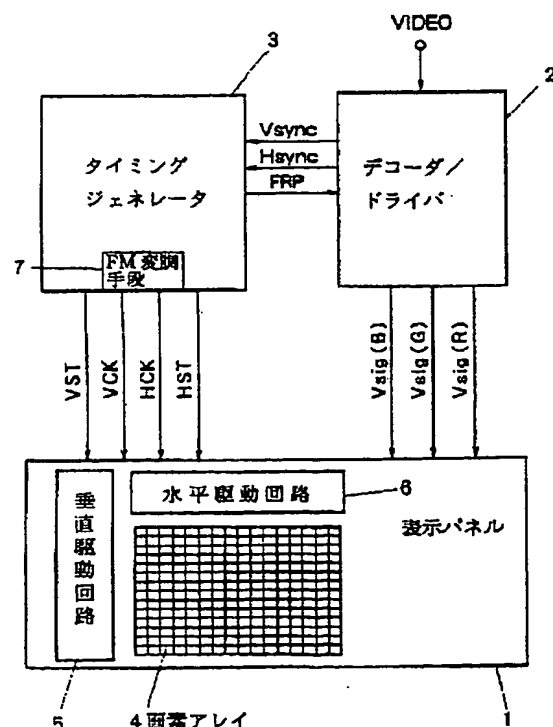 VIDEO
3
2
タイミング
ジェネレータ
Vsync
Hsync
FRP
デコーダ/
ドライバ
7
FM変調
手段
VST
VCK
HCK
HST
Vsig(B)
Vsig(G)
Vsig(R)
垂直駆動回路
水平駆動回路
6
表示パネル
5
4画素アレイ
1